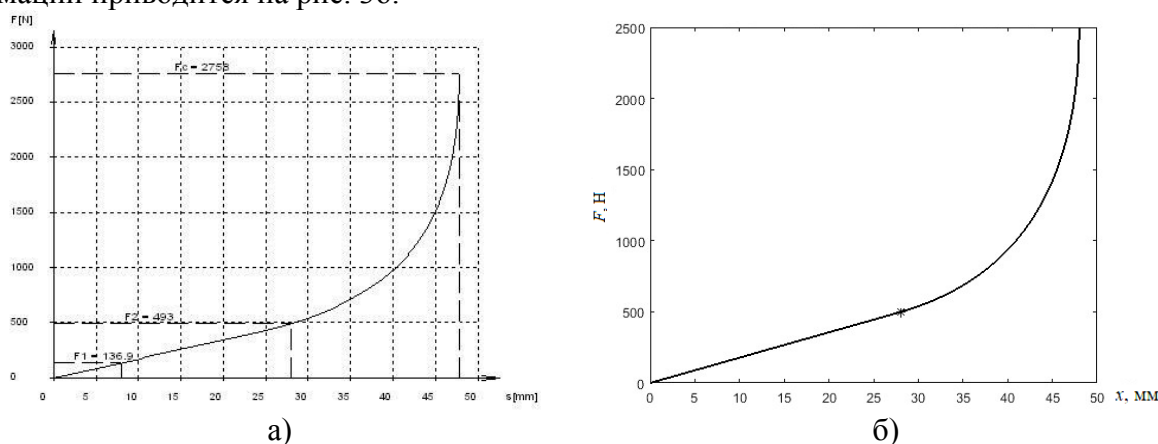 мации приводится на рис. 36.
F[N]
3000
Fc = 2758
2500
2000
1500
1000
F2 = 493
500
F1 = 136.9
0
0 5 10 15 20 25 30 35 40 45 50 s[mm]
а)
2500
2000
1500
F, Н
1000
500
0
0 5 10 15 20 25 30 35 40 45 50 x, мм
б)